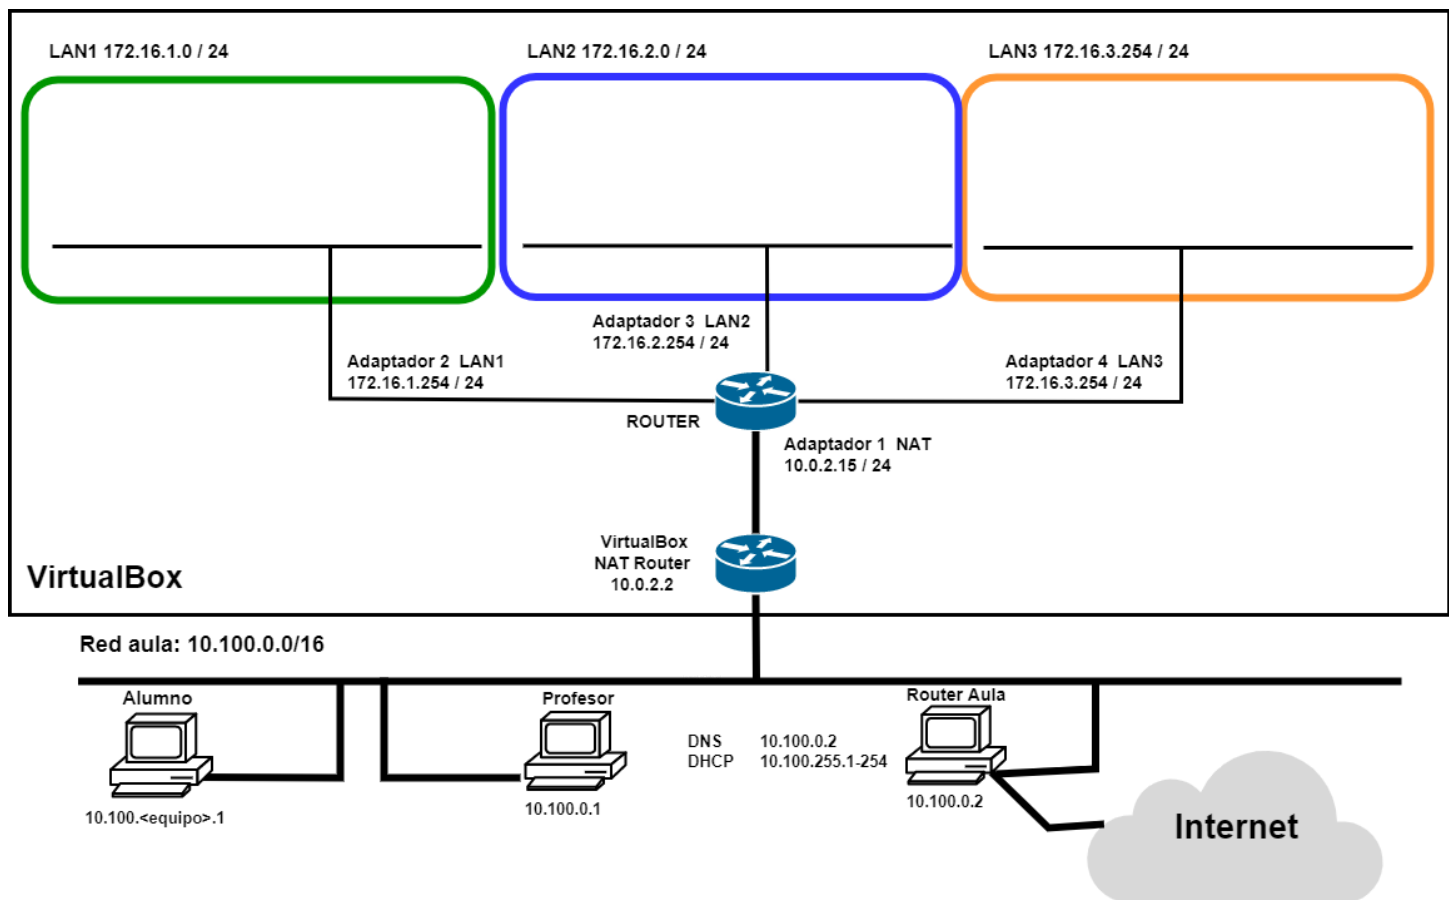 LAN1 172.16.1.0 / 24
LAN2 172.16.2.0 / 24
LAN3 172.16.3.254 / 24
Adaptador 3 LAN2
172.16.2.254 / 24
Adaptador 2 LAN1
172.16.1.254 / 24
Adaptador 4 LAN3
172.16.3.254 / 24
ROUTER
Adaptador 1 NAT
10.0.2.15 / 24
VirtualBox
NAT Router
10.0.2.2
VirtualBox
Red aula: 10.100.0.0/16
Alumno
10.100.<equipo>.1
Profesor
10.100.0.1
DNS 10.100.0.2
DHCP 10.100.255.1-254
Router Aula
10.100.0.2
Internet